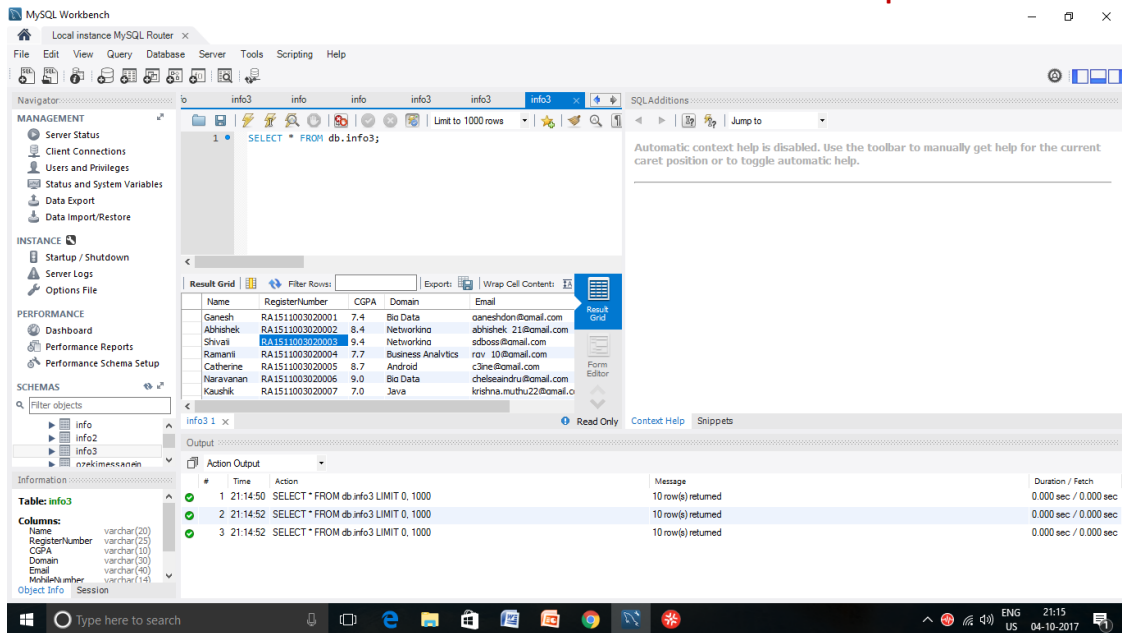 MySQL Workbench
Local instance MySQL Router
File Edit View Query Database Server Tools Scripting Help
Navigator
MANAGEMENT
Server Status
Client Connections
Users and Privileges
Status and System Variables
Data Export
Data Import/Restore
INSTANCE
Startup / Shutdown
Server Logs
Options File
PERFORMANCE
Dashboard
Performance Reports
Performance Schema Setup
SCHEMAS
Filter objects
info
info2
info3
ozekimessagein
Information
Table: info3
Columns:
Name varchar(20)
RegisterNumber varchar(25)
CGPA varchar(10)
Domain varchar(30)
Email varchar(40)
MobileNumber varchar(14)
Object Info Session
fo info3 info info info3 info3 info3
Limit to 1000 rows
1 SELECT * FROM db.info3;
Result Grid Filter Rows: Export: Wrap Cell Content:
Name RegisterNumber CGPA Domain Email
Ganesh RA1511003020001 7.4 Big Data ganeshdon@gmail.com
Abhishek RA1511003020002 8.4 Networking abhishek_21@gmail.com
Shivali RA1511003020003 9.4 Networking sdboss@gmail.com
RA1511003020004 7.7 Business Analytics
Catherine RA1511003020005 8.7 Android c3ine@gmail.com
Narayanan RA1511003020006 9.0 Big Data chelseaindru@gmail.com
Kaushik RA1511003020007 7.0 Java krishna.muthu22@gmail.co
Result Grid
Form Editor
info3 1
Read Only
SQLAdditions
Jump to
Automatic context help is disabled. Use the toolbar to manually get help for the current
caret position or to toggle automatic help.
Context Help Snippets
Output
Action Output
# Time Action Message Duration / Fetch
1 21:14:50 SELECT * FROM db.info3 LIMIT 0, 1000 10 row(s) returned 0.000 sec / 0.000 sec
2 21:14:52 SELECT * FROM db.info3 LIMIT 0, 1000 10 row(s) returned 0.000 sec / 0.000 sec
3 21:14:52 SELECT * FROM db.info3 LIMIT 0, 1000 10 row(s) returned 0.000 sec / 0.000 sec
Type here to search
ENG
US
21:15
04-10-2017